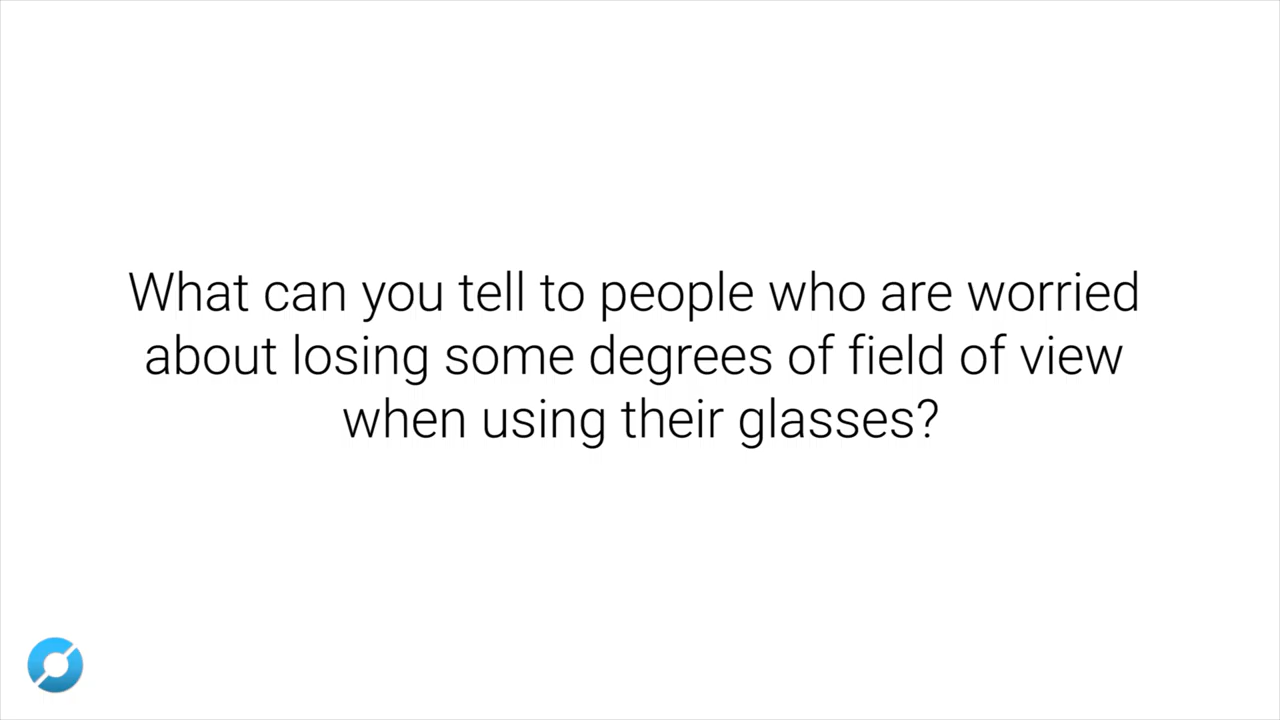 What can you tell to people who are worried
about losing some degrees of field of view
when using their glasses?